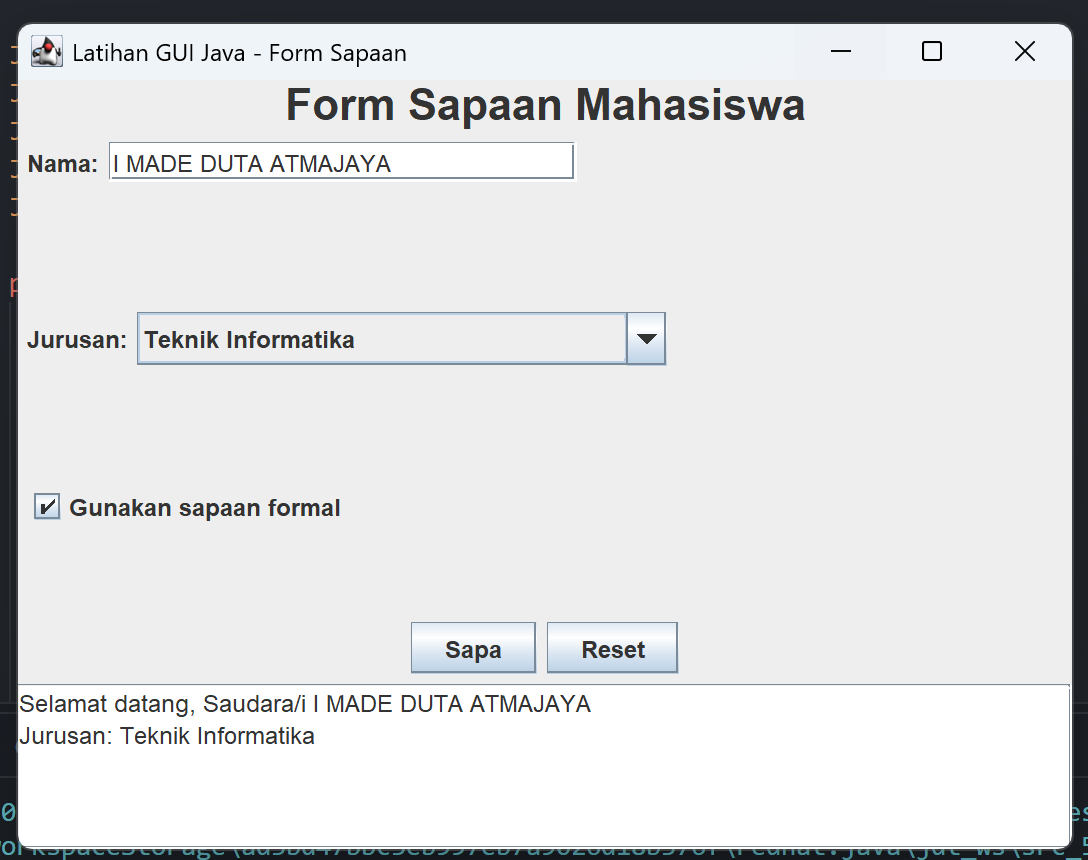 Latihan GUI Java - Form Sapaan
Form Sapaan Mahasiswa
Nama: I MADE DUTA ATMAJAYA
Jurusan: Teknik Informatika
Gunakan sapaan formal
Sapa Reset
Selamat datang, Saudara/i I MADE DUTA ATMAJAYA
Jurusan: Teknik Informatika